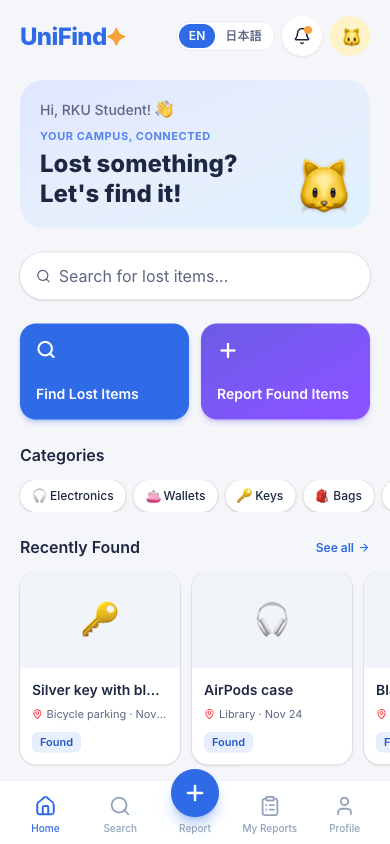 UniFind
EN
日本語
Hi, RKU Student!
YOUR CAMPUS, CONNECTED
Lost something?
Let's find it!
Search for lost items...
Find Lost Items
Report Found Items
Categories
Electronics
Wallets
Keys
Bags
Recently Found
See all →
Silver key with bl...
Bicycle parking · Nov...
Found
AirPods case
Library · Nov 24
Found
Bl
F
Home
Search
Report
My Reports
Profile